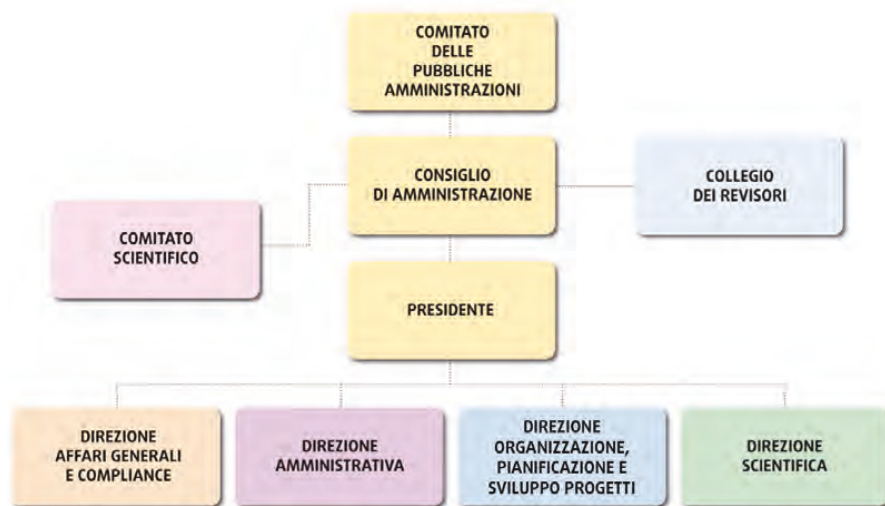 COMITATO
DELLE
PUBBLICHE
AMMINISTRAZIONI
CONSIGLIO
DI AMMINISTRAZIONE
COLLEGIO
DEI REVISORI
COMITATO
SCIENTIFICO
PRESIDENTE
DIREZIONE
AFFARI GENERALI
E COMPLIANCE
DIREZIONE
AMMINISTRATIVA
DIREZIONE
ORGANIZZAZIONE,
PIANIFICAZIONE E
SVILUPPO PROGETTI
DIREZIONE
SCIENTIFICA